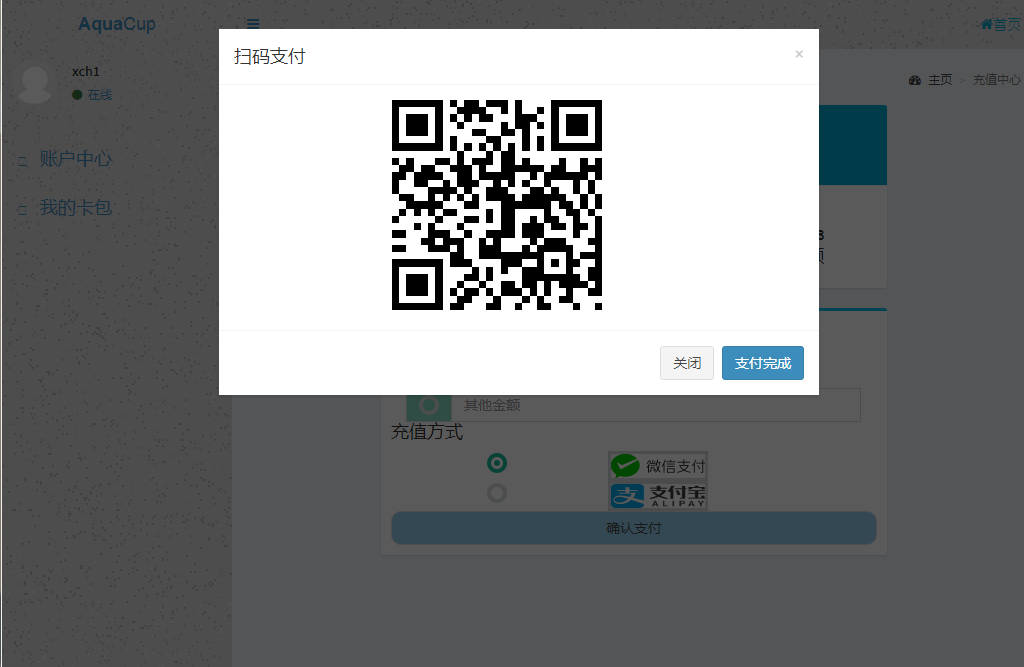 AquaCup
首页
扫码支付
×
xch1
在线
主页 > 充值中心
账户中心
我的卡包
关闭
支付完成
其他金额
充值方式
微信支付
支付宝
ALIPAY
确认支付